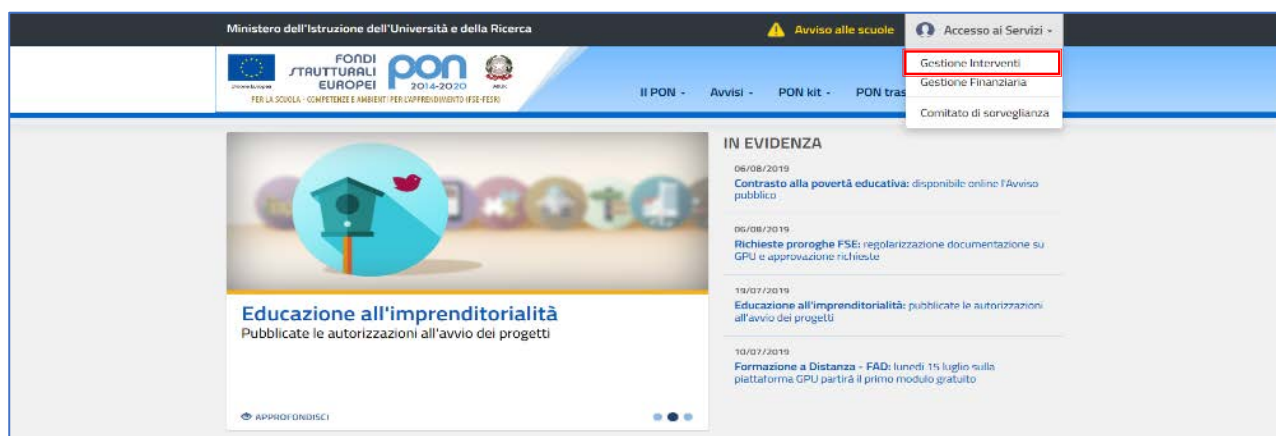 Ministero dell'Istruzione dell'Università e della Ricerca
Avviso alle scuole
Accesso ai Servizi
Gestione Interventi
Gestione Finanziaria
Comitato di sorveglianza
FONDI
STRUTTURALI
EUROPEI
pon
2014-2020
PER LA SCUOLA - COMPETENZE E AMBIENTI PER L'APPRENDIMENTO (FSE-FESR)
Il PON
Avvisi
PON kit
PON tras
Educazione all'imprenditorialità
Pubblicate le autorizzazioni all'avvio dei progetti
APPROFONDISCI
IN EVIDENZA
06/08/2019
Contrasto alla povertà educativa: disponibile online l'Avviso
pubblico
06/08/2019
Richieste proroghe FSE: regolarizzazione documentazione su
GPU e approvazione richieste
19/07/2019
Educazione all'imprenditorialità: pubblicate le autorizzazioni
all'avvio dei progetti
10/07/2019
Formazione a Distanza - FAD: lunedì 15 luglio sulla
piattaforma GPU partirà il primo modulo gratuito